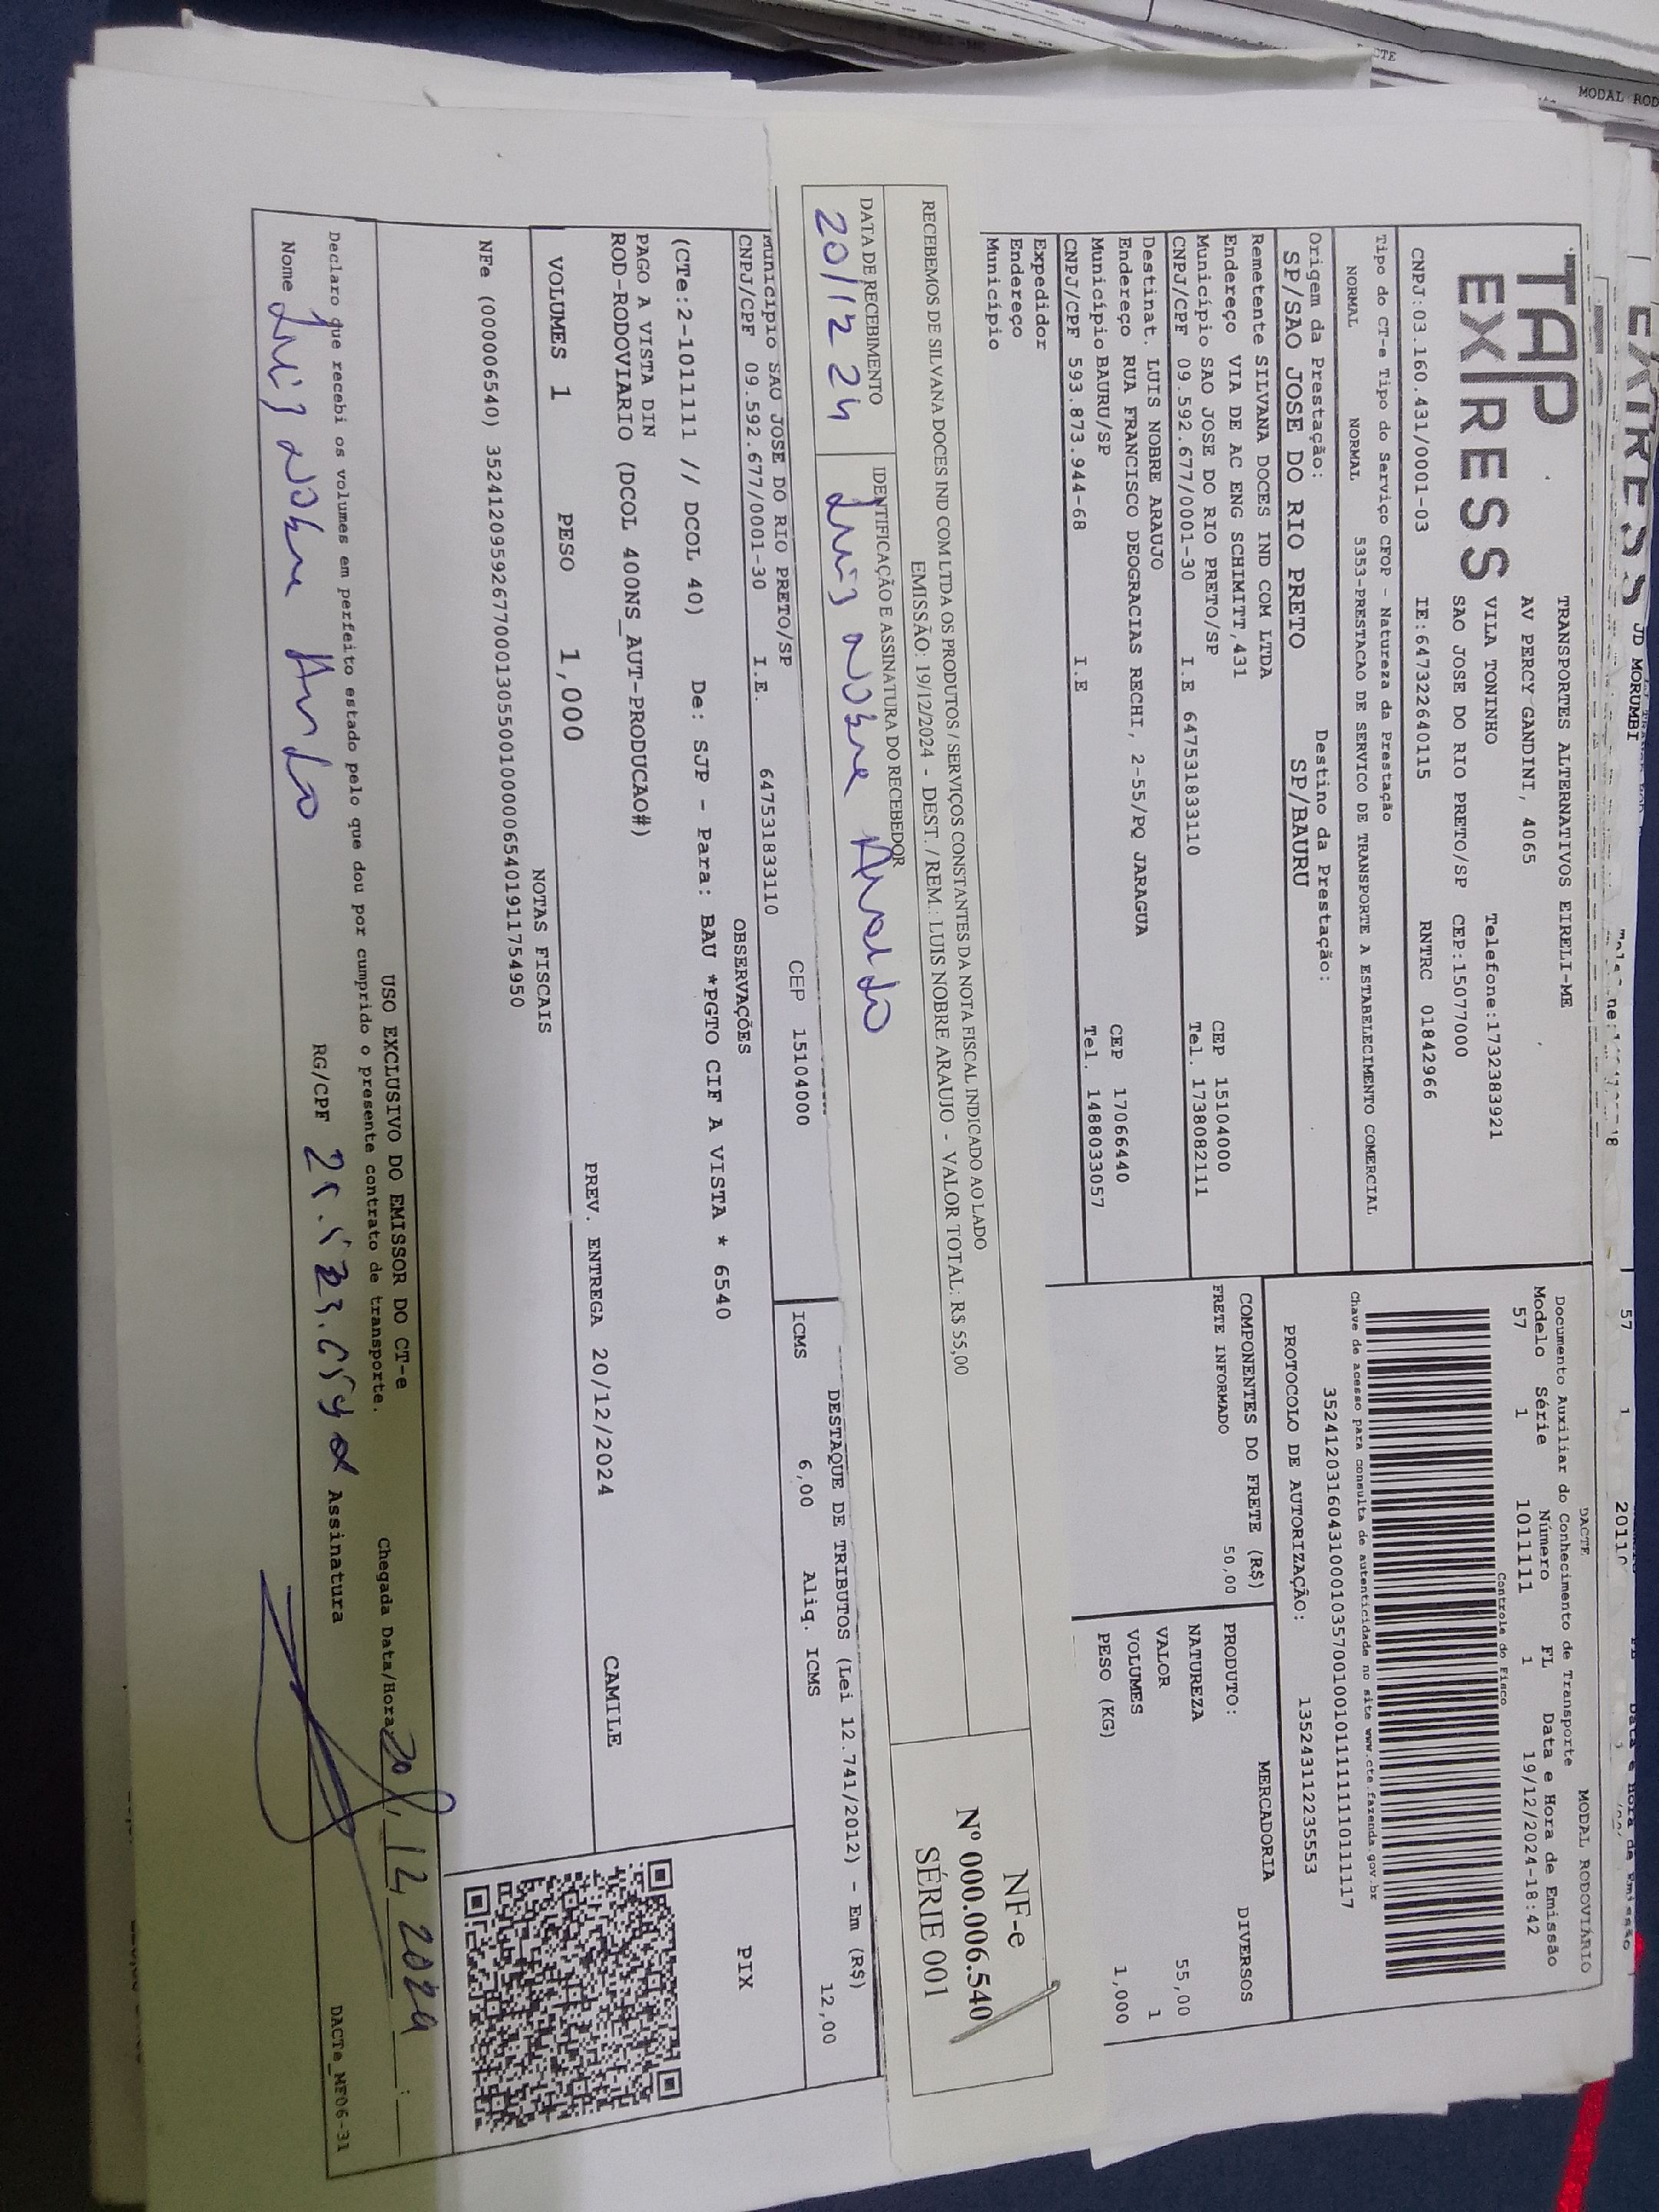 TAP
EXPRESS
TRANSPORTES ALTERNATIVOS EIRELI-ME
AV PERCY GANDINI, 4065
VILA TONINHO Telefone:1732383921
SAO JOSE DO RIO PRETO/SP CEP:15077000
CNPJ:03.160.431/0001-03 IE:647322640115 RNTRC 01842966
DACTE MODAL RODOVIÁRIO
Documento Auxiliar do Conhecimento de Transporte
Modelo Série Número FL Data e Hora de Emissão
57 1 1011111 1 19/12/2024-18:42
Controle do Fisco
Chave de acesso para consulta de autenticidade no site www.cte.fazenda.gov.br
PROTOCOLO DE AUTORIZAÇÃO: 135243112235553
Tipo do CT-e Tipo do Serviço CFOP - Natureza da Prestação
NORMAL NORMAL 5353-PRESTACAO DE SERVICO DE TRANSPORTE A ESTABELECIMENTO COMERCIAL
Origem da Prestação: Destino da Prestação:
SP/SAO JOSE DO RIO PRETO SP/BAURU
Remetente SILVANA DOCES IND COM LTDA
Endereço VIA DE AC ENG SCHIMITT,431 CEP 15104000
Município SAO JOSE DO RIO PRETO/SP Tel. 1738082111
CNPJ/CPF 09.592.677/0001-30 I.E 647531833110
Destinat. LUIS NOBRE ARAUJO
Endereço RUA FRANCISCO DEOGRACIAS RECHI, 2-55/PQ JARAGUA CEP 17066440
Município BAURU/SP Tel. 1488033057
CNPJ/CPF 593.873.944-68 I.E
Expedidor
Endereço
Município
COMPONENTES DO FRETE (R$)
FRETE INFORMADO 50,00
MERCADORIA
PRODUTO: DIVERSOS
NATUREZA
VALOR 55,00
VOLUMES 1
PESO (KG) 1,000
RECEBEMOS DE SILVANA DOCES IND COM LTDA OS PRODUTOS / SERVIÇOS CONSTANTES DA NOTA FISCAL INDICADO AO LADO
EMISSÃO: 19/12/2024 - DEST. / REM.: LUIS NOBRE ARAUJO - VALOR TOTAL: R$ 55,00
DATA DE RECEBIMENTO IDENTIFICAÇÃO E ASSINATURA DO RECEBEDOR
20/12 24 Luis Nobre Araujo
NF-e
Nº 000.006.540
SÉRIE 001
Município SAO JOSE DO RIO PRETO/SP CEP 15104000
CNPJ/CPF 09.592.677/0001-30 I.E. 647531833110
DESTAQUE DE TRIBUTOS (Lei 12.741/2012) - Em (R$)
ICMS 6,00 Aliq. ICMS 12,00
OBSERVAÇÕES
(CTe:2-1011111 // DCOL 40) De: SJP - Para: BAU *PGTO CIF A VISTA * 6540
PAGO A VISTA DIN
ROD-RODOVIARIO (DCOL 400NS_AUT-PRODUCAO#)
PIX
CAMILE
VOLUMES 1 PESO 1,000 PREV. ENTREGA 20/12/2024
NOTAS FISCAIS
NFe (000006540) 35241209592677000130550010000065401911754950
USO EXCLUSIVO DO EMISSOR DO CT-e
Declaro que recebi os volumes em perfeito estado pelo que dou por cumprido o presente contrato de transporte.
Chegada Data/Hora 20, 12, 2024 :
Nome Luis Nobre Araujo RG/CPF Assinatura
DACTe_MF06-31
JD MORUMBI
MODAL ROD